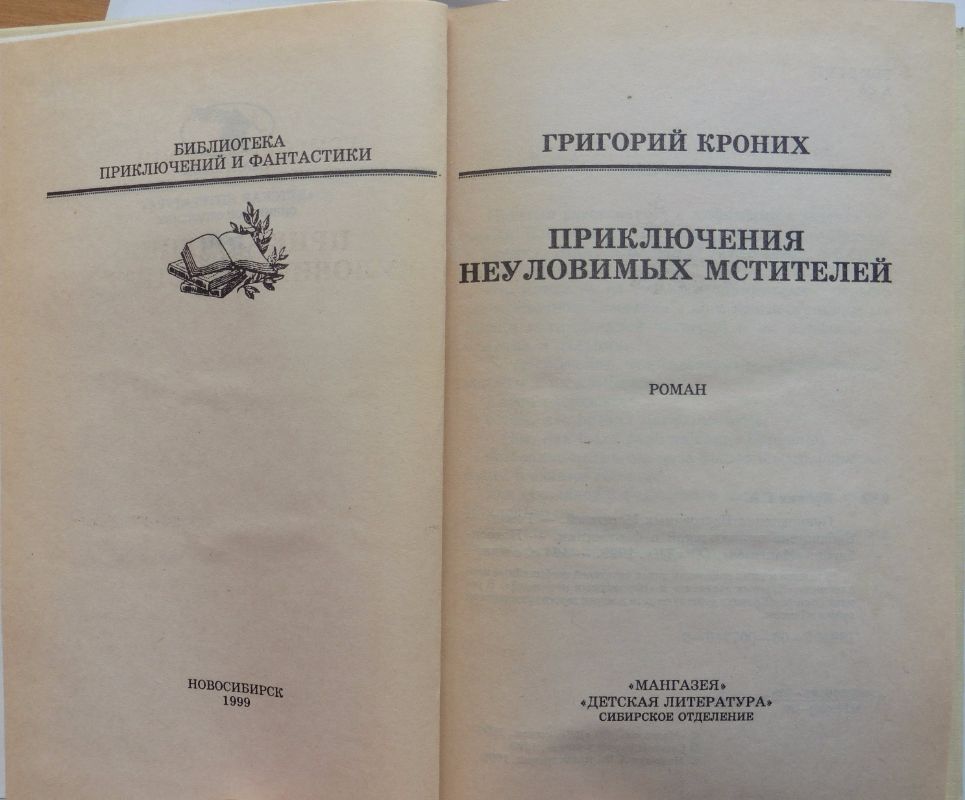 БИБЛИОТЕКА
ПРИКЛЮЧЕНИЙ И ФАНТАСТИКИ
НОВОСИБИРСК
1999
ГРИГОРИЙ КРОНИХ
ПРИКЛЮЧЕНИЯ
НЕУЛОВИМЫХ МСТИТЕЛЕЙ
РОМАН
«МАНГАЗЕЯ»
«ДЕТСКАЯ ЛИТЕРАТУРА»
СИБИРСКОЕ ОТДЕЛЕНИЕ